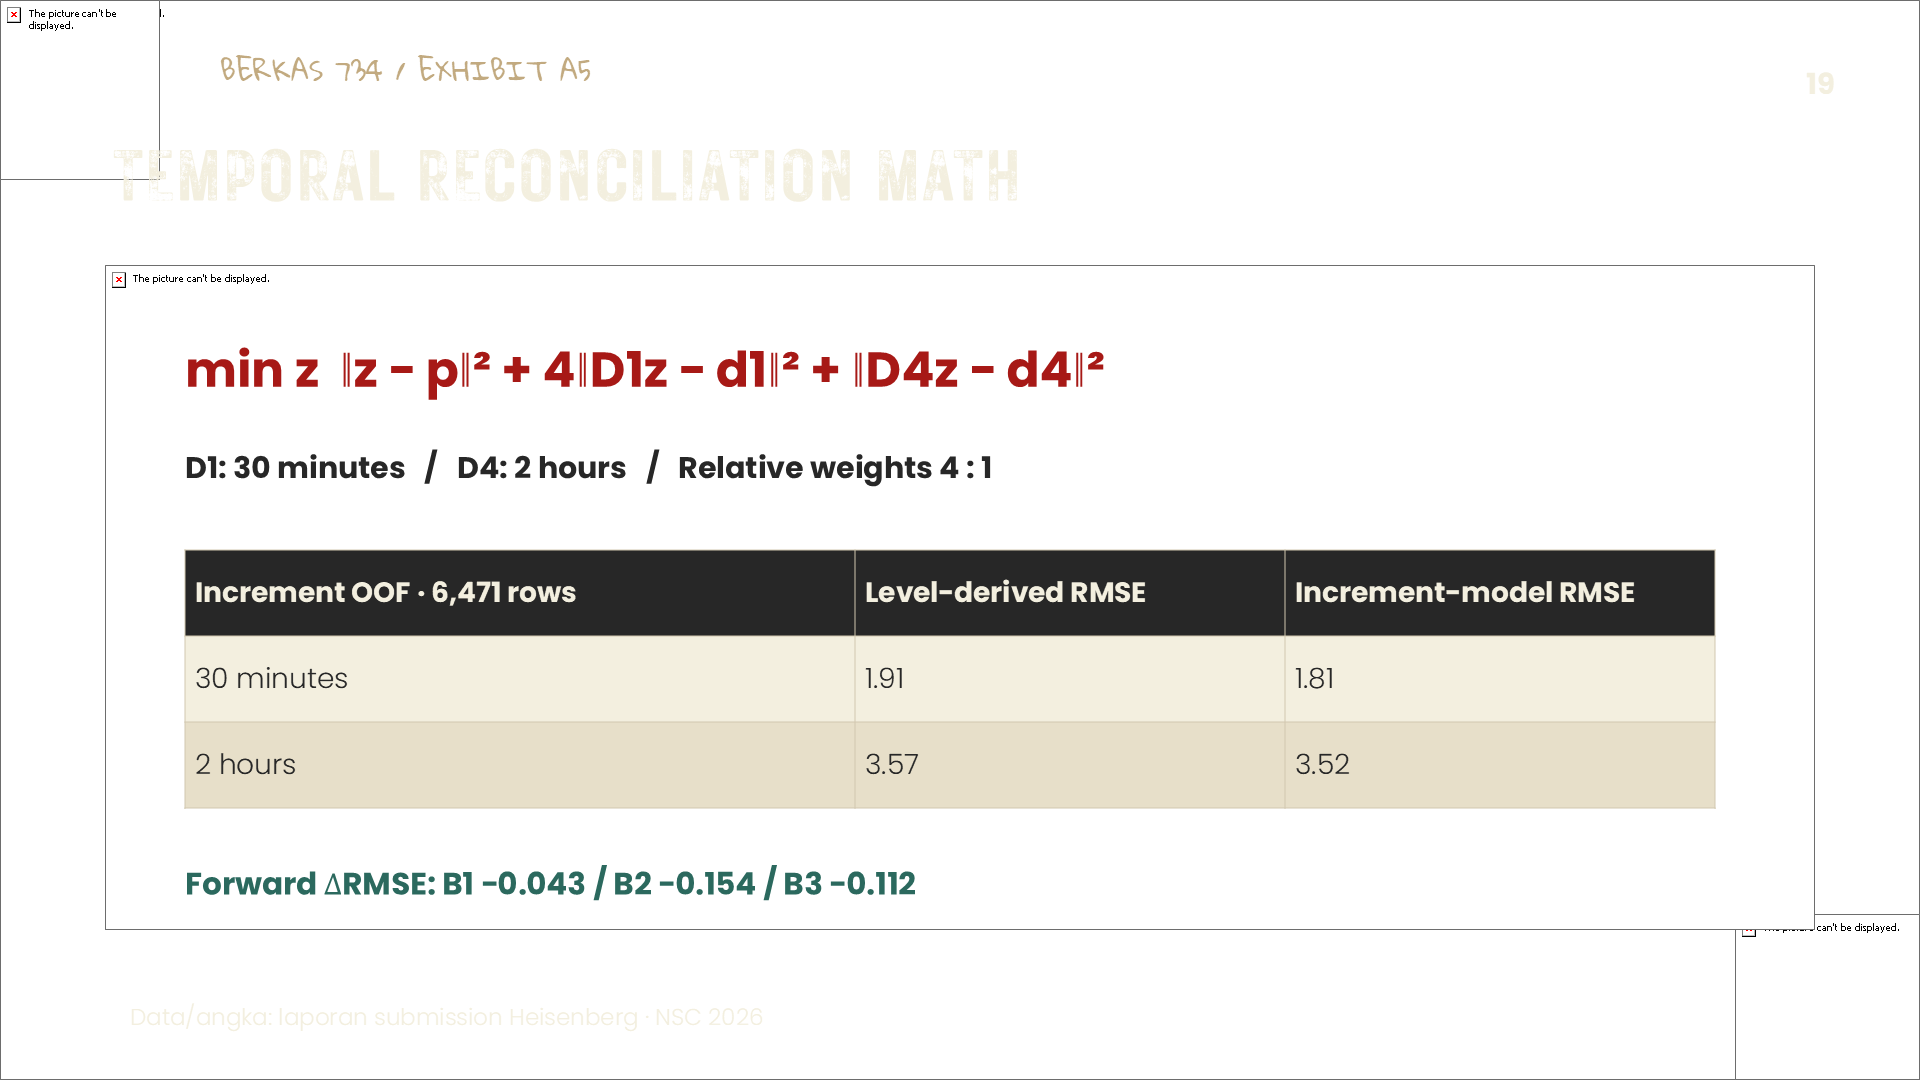 The picture can't be
displayed.
BERKAS 734 / EXHIBIT A5
19
TEMPORAL RECONCILIATION MATH
The picture can't be displayed.
min z ‖z − p‖² + 4‖D1z − d1‖² + ‖D4z − d4‖²
D1: 30 minutes / D4: 2 hours / Relative weights 4 : 1
Increment OOF · 6,471 rows Level-derived RMSE Increment-model RMSE
30 minutes 1.91 1.81
2 hours 3.57 3.52
Forward ΔRMSE: B1 −0.043 / B2 −0.154 / B3 −0.112
The picture can't be displayed.
Data/angka: laporan submission Heisenberg · NSC 2026